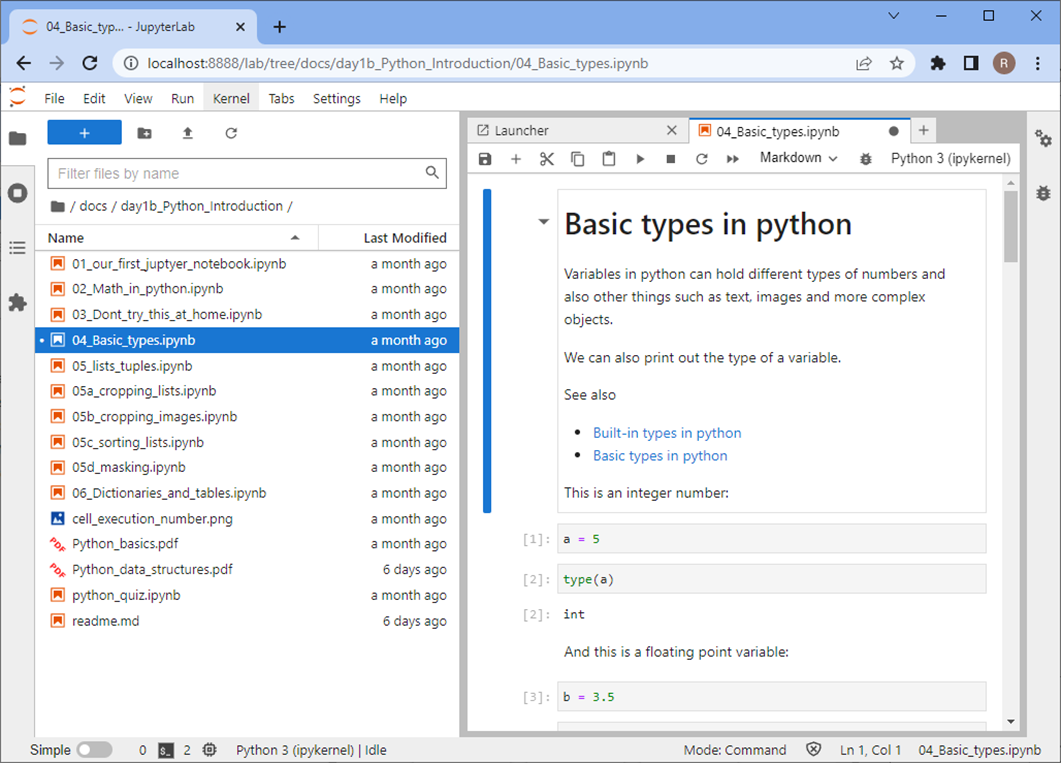 04_Basic_typ... - JupyterLab
localhost:8888/lab/tree/docs/day1b_Python_Introduction/04_Basic_types.ipynb
R
File Edit View Run Kernel Tabs Settings Help
Filter files by name
/ docs / day1b_Python_Introduction /
Name Last Modified
01_our_first_juptyer_notebook.ipynb a month ago
02_Math_in_python.ipynb a month ago
03_Dont_try_this_at_home.ipynb a month ago
04_Basic_types.ipynb a month ago
05_lists_tuples.ipynb a month ago
05a_cropping_lists.ipynb a month ago
05b_cropping_images.ipynb a month ago
05c_sorting_lists.ipynb a month ago
05d_masking.ipynb a month ago
06_Dictionaries_and_tables.ipynb a month ago
cell_execution_number.png a month ago
Python_basics.pdf a month ago
Python_data_structures.pdf 6 days ago
python_quiz.ipynb a month ago
readme.md 6 days ago
Launcher
04_Basic_types.ipynb
Markdown Python 3 (ipykernel)
Basic types in python
Variables in python can hold different types of numbers and
also other things such as text, images and more complex
objects.
We can also print out the type of a variable.
See also
• Built-in types in python
• Basic types in python
This is an integer number:
[1]: a = 5
[2]: type(a)
[2]: int
And this is a floating point variable:
[3]: b = 3.5
Simple 0 2 Python 3 (ipykernel) | Idle Mode: Command Ln 1, Col 1 04_Basic_types.ipynb